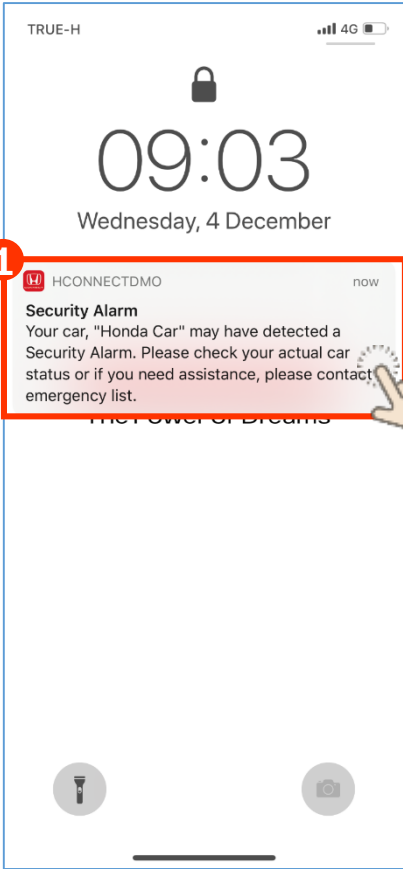 TRUE-H
4G
09:03
Wednesday, 4 December
1
HCONNECTDMO
now
Security Alarm
Your car, "Honda Car" may have detected a
Security Alarm. Please check your actual car
status or if you need assistance, please contact
emergency list.
The Power of Dreams